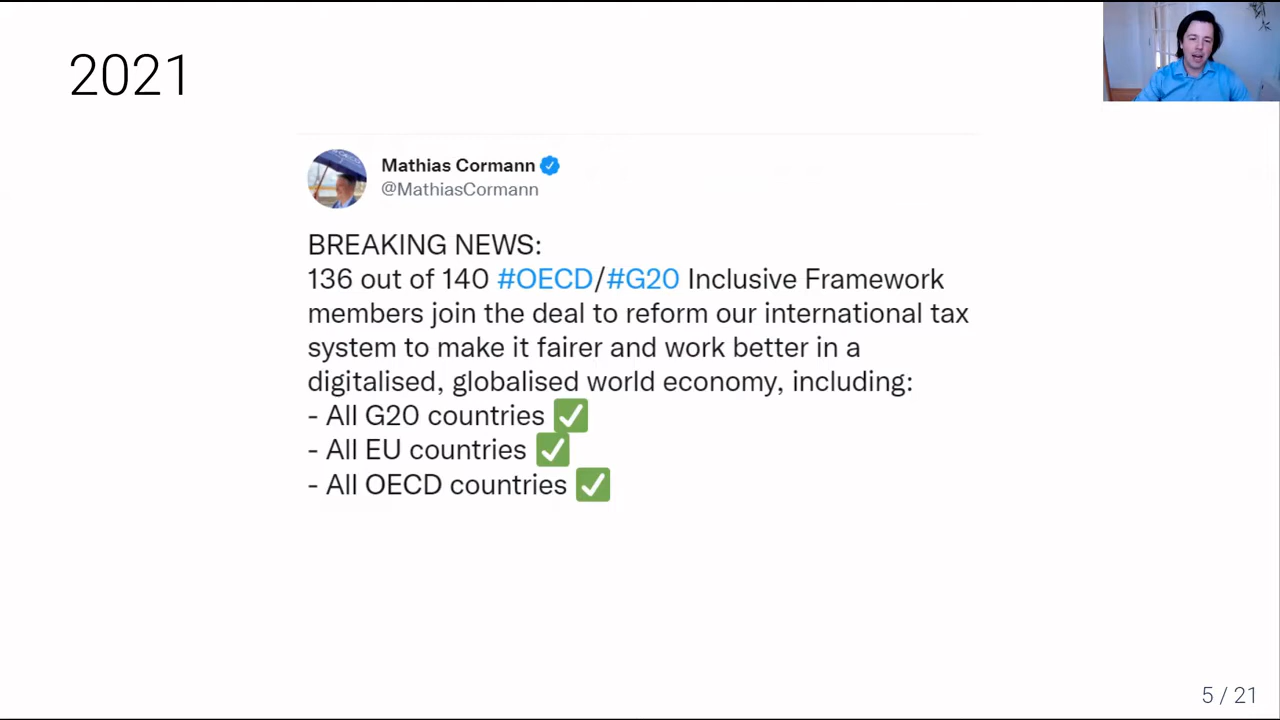 2021
Mathias Cormann
@MathiasCormann
BREAKING NEWS:
136 out of 140 #OECD/#G20 Inclusive Framework
members join the deal to reform our international tax
system to make it fairer and work better in a
digitalised, globalised world economy, including:
- All G20 countries ✅
- All EU countries ✅
- All OECD countries ✅
5 / 21